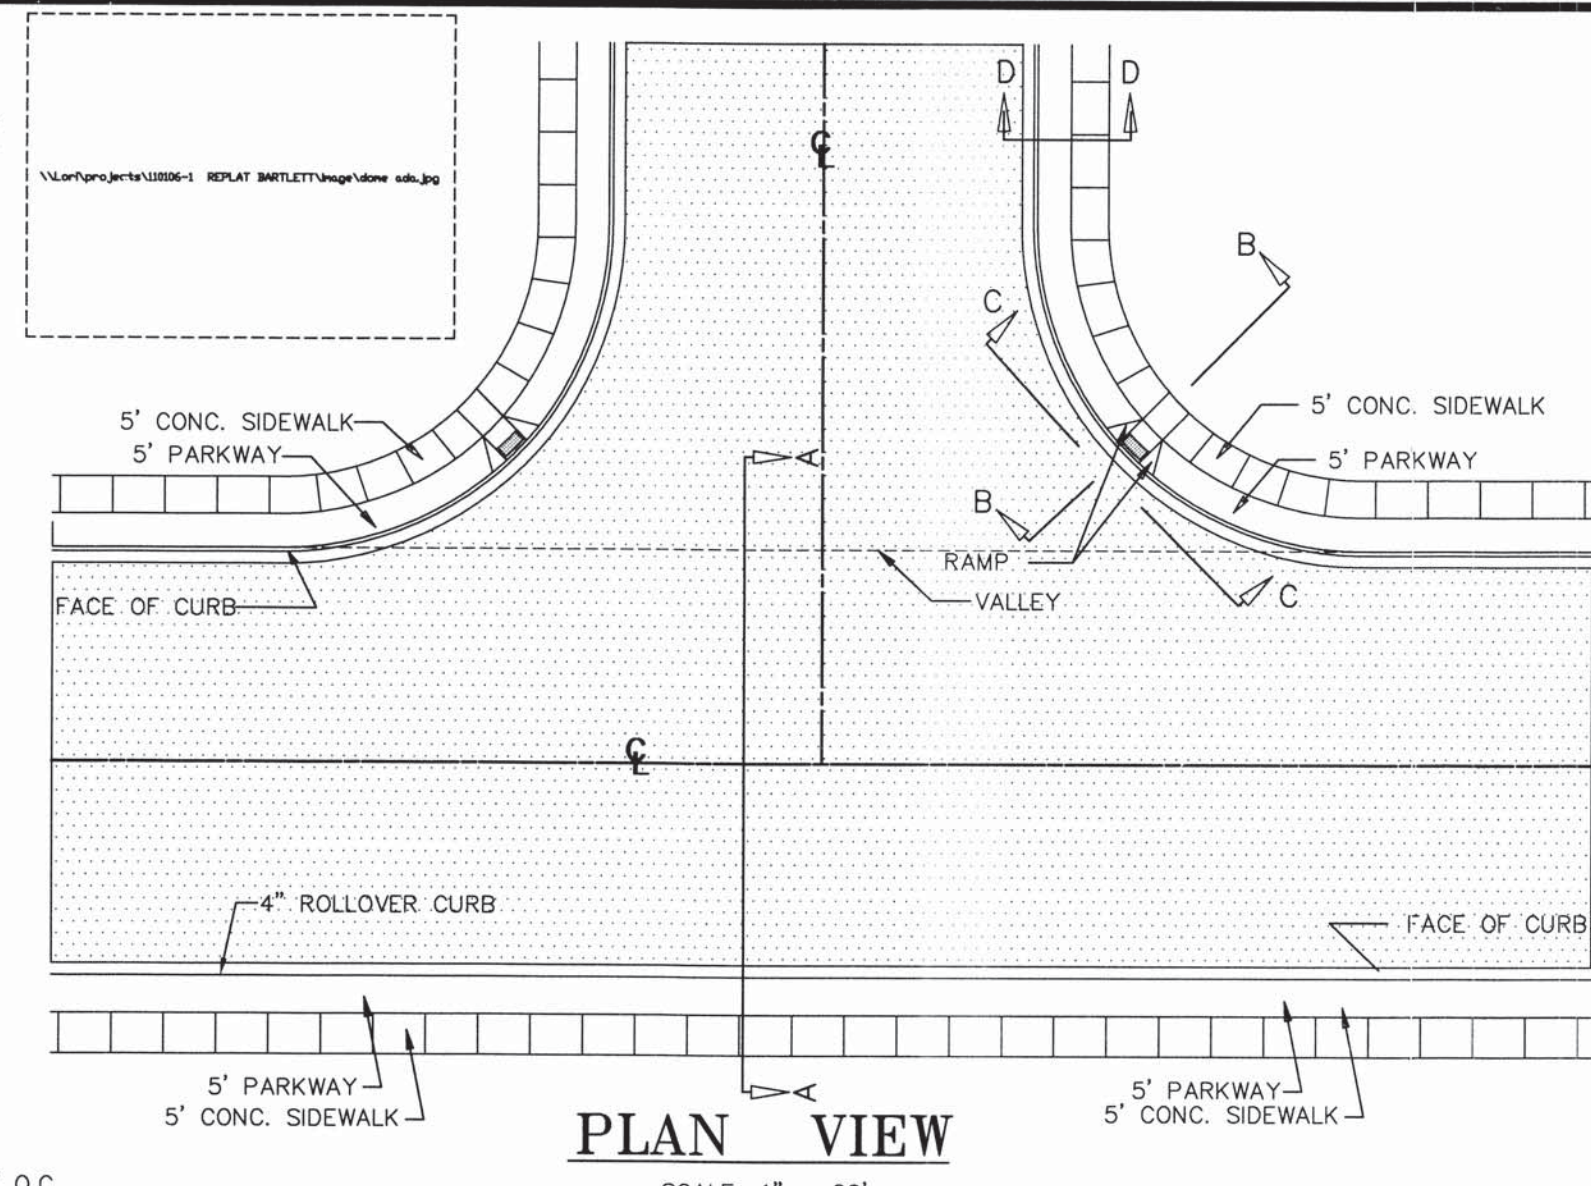 D D
℄
\\Lori\projects\110106-1 REPLAT BARTLETT\image\dome ada.jpg
B
C
5' CONC. SIDEWALK
5' CONC. SIDEWALK
5' PARKWAY
A
5' PARKWAY
B
RAMP
FACE OF CURB
VALLEY
C
℄
4" ROLLOVER CURB
FACE OF CURB
5' PARKWAY
A
5' PARKWAY
5' CONC. SIDEWALK
5' CONC. SIDEWALK
PLAN VIEW